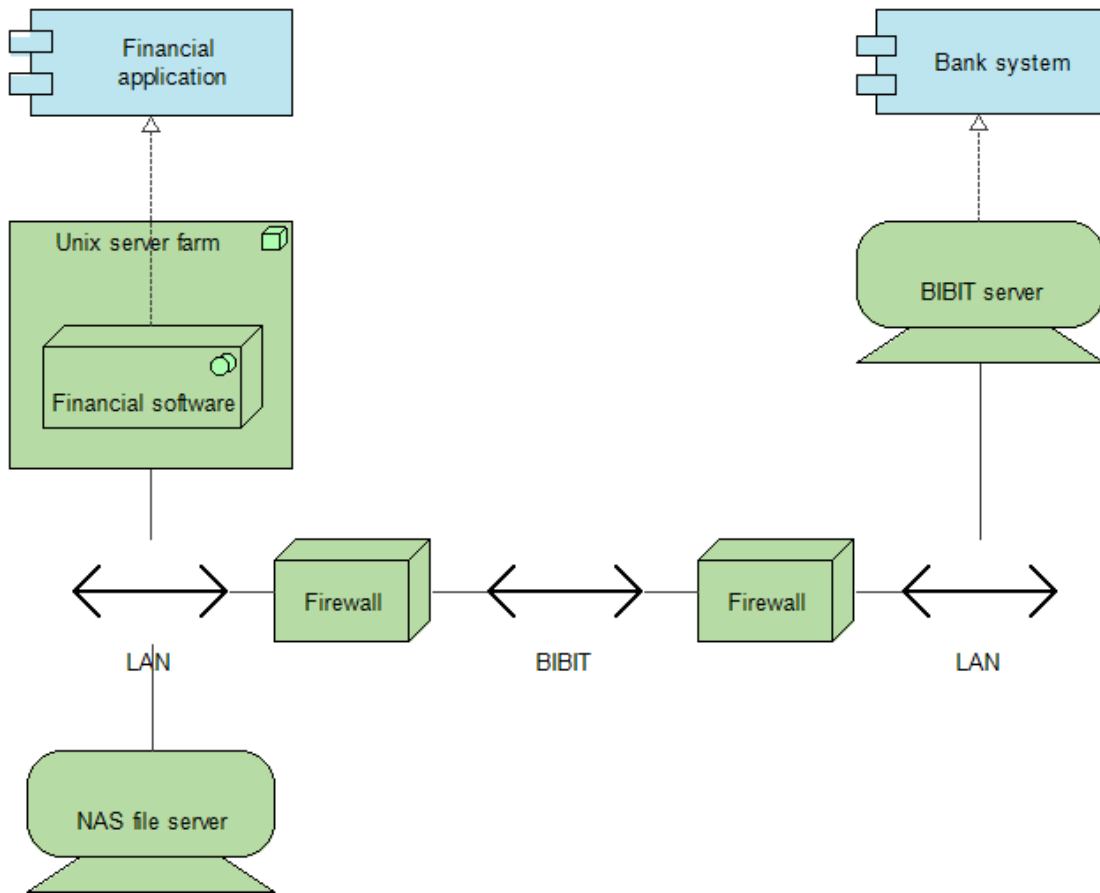 Financial
application
Bank system
Unix server farm
BIBIT server
Financial software
Firewall
Firewall
LAN
BIBIT
LAN
NAS file server